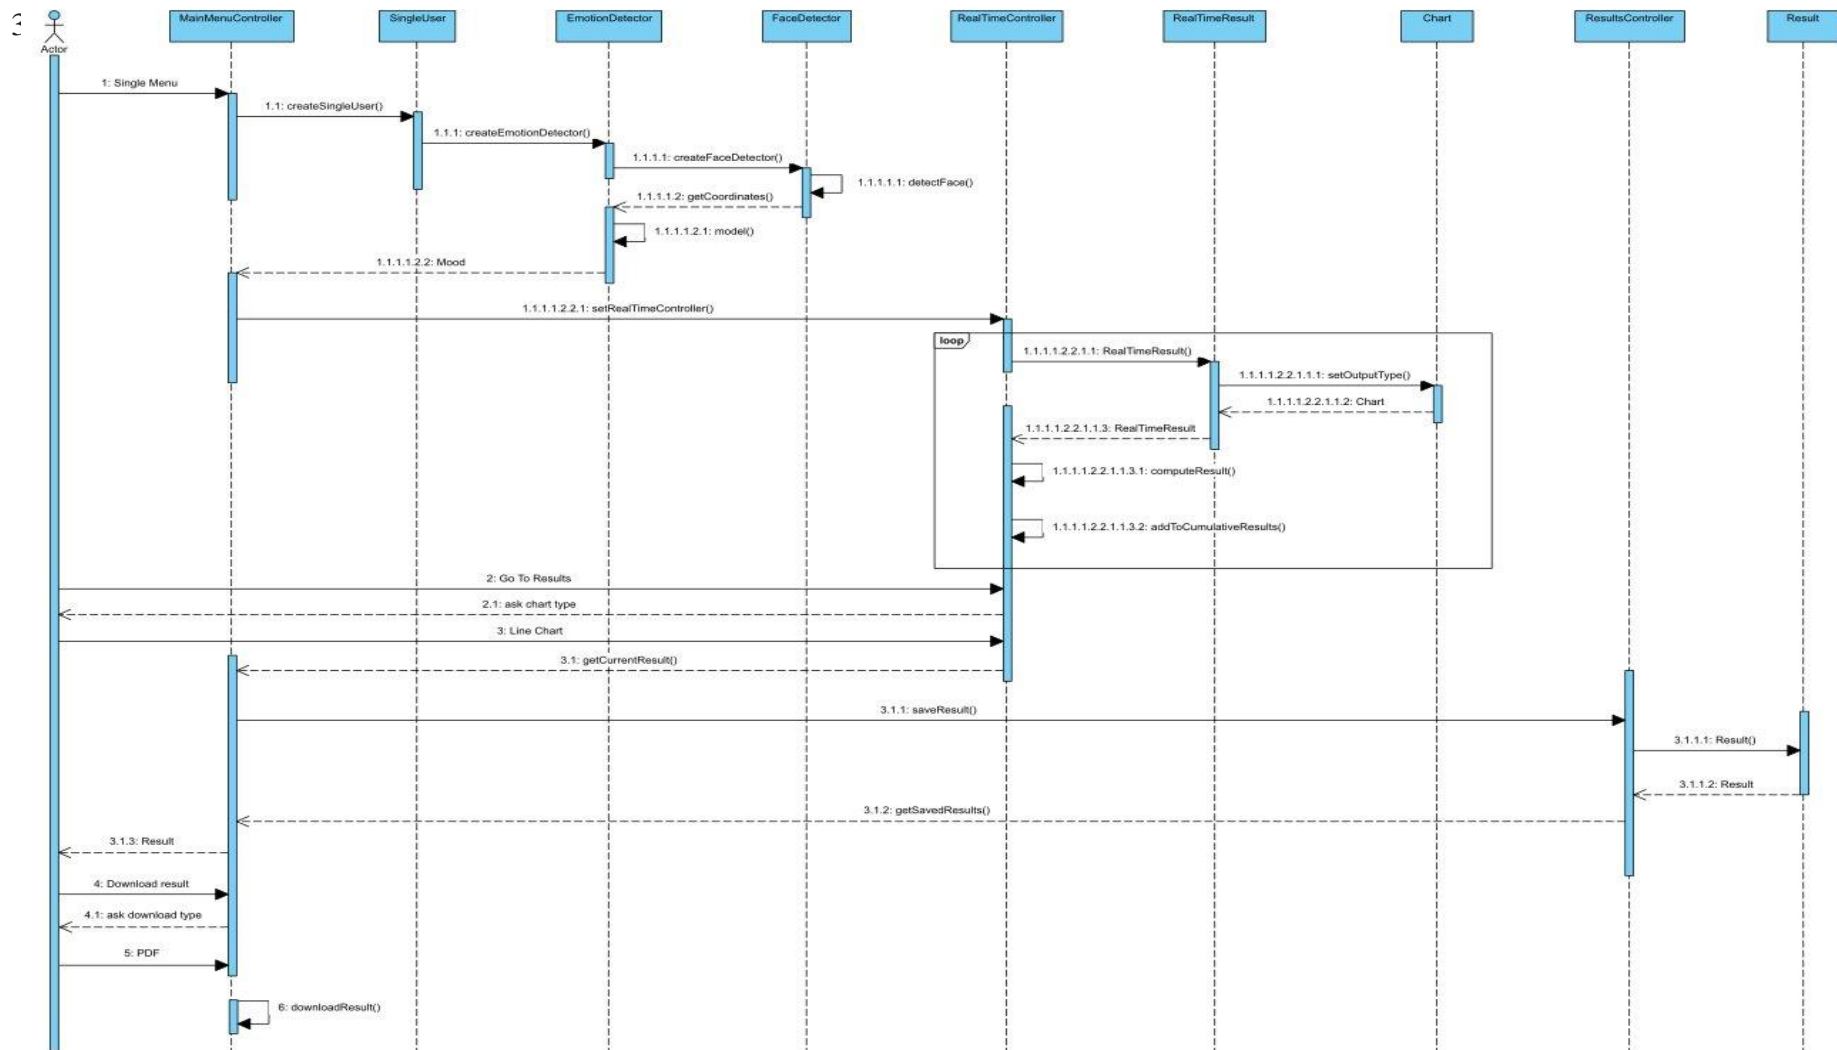 3
MainMenuController
SingleUser
EmotionDetector
FaceDetector
RealTimeController
RealTimeResult
Chart
ResultsController
Result
Actor
1: Single Menu
1.1: createSingleUser()
1.1.1: createEmotionDetector()
1.1.1.1: createFaceDetector()
1.1.1.1.1: detectFace()
1.1.1.1.2: getCoordinates()
1.1.1.1.2.1: model()
1.1.1.1.2.2: Mood
1.1.1.1.2.2.1: setRealTimeController()
loop
1.1.1.1.2.2.1.1: RealTimeResult()
1.1.1.1.2.2.1.1.1: setOutputType()
1.1.1.1.2.2.1.1.2: Chart
1.1.1.1.2.2.1.1.3: RealTimeResult
1.1.1.1.2.2.1.1.3.1: computeResult()
1.1.1.1.2.2.1.1.3.2: addToCumulativeResults()
2: Go To Results
2.1: ask chart type
3: Line Chart
3.1: getCurrentResult()
3.1.1: saveResult()
3.1.1.1: Result()
3.1.1.2: Result
3.1.2: getSavedResults()
3.1.3: Result
4: Download result
4.1: ask download type
5: PDF
6: downloadResult()